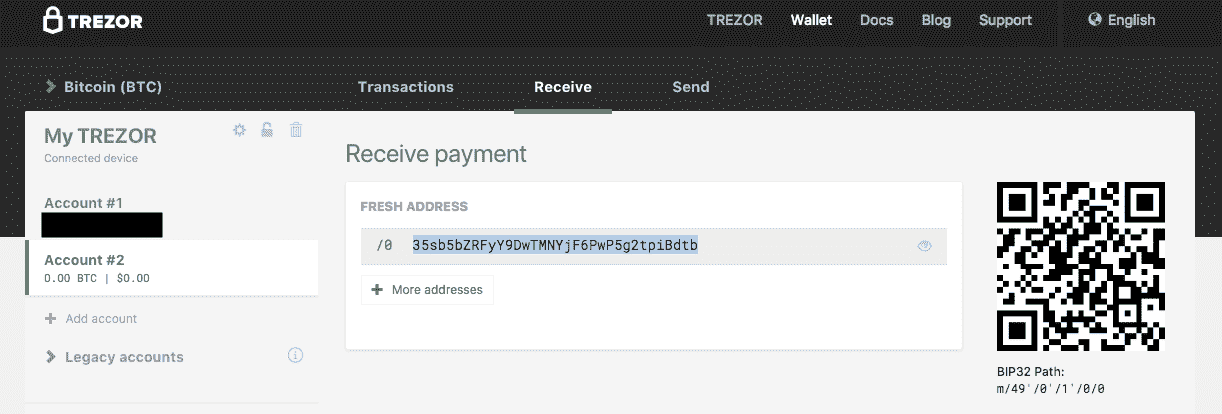 TREZOR
TREZOR Wallet Docs Blog Support English
Bitcoin (BTC) Transactions Receive Send
My TREZOR
Connected device
Account #1
Account #2
0.00 BTC | $0.00
Add account
Legacy accounts
Receive payment
FRESH ADDRESS
/0 35sb5bZRFyY9DwTMNYjF6PwP5g2tpiBdtb
More addresses
BIP32 Path:
m/49'/0'/1'/0/0